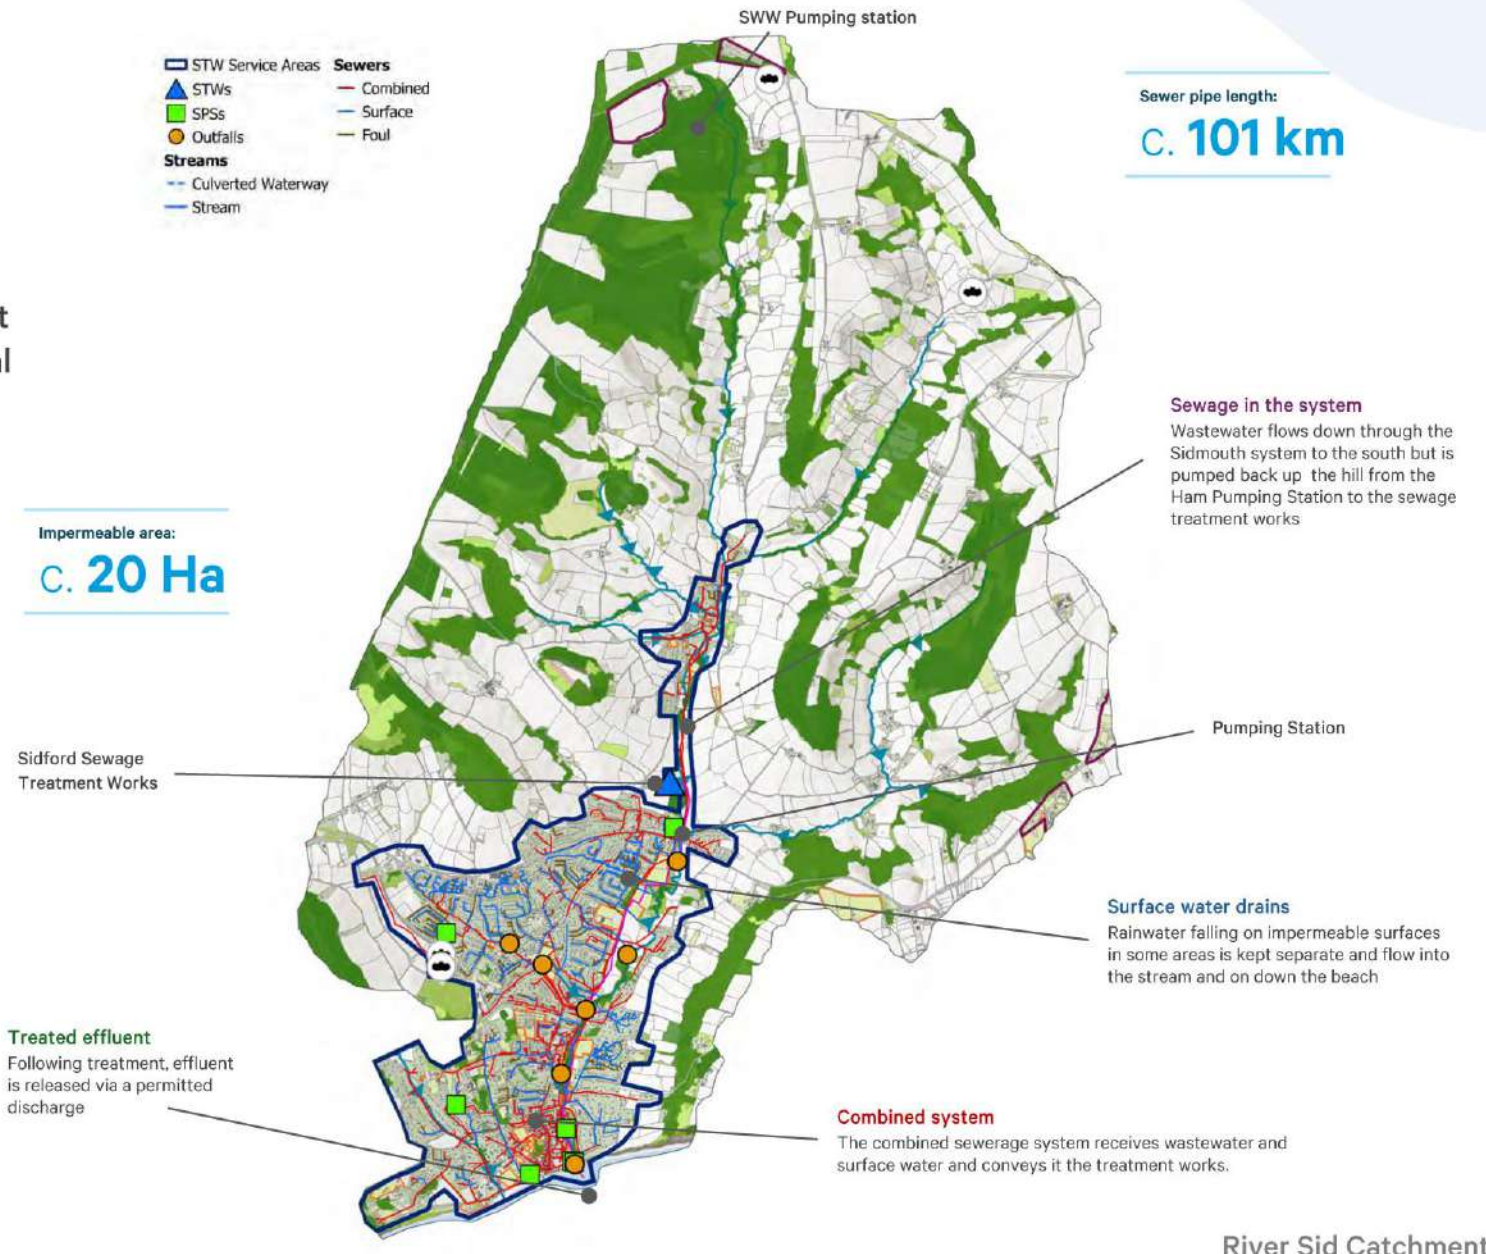 SWW Pumping station
STW Service Areas
STWs
SPSs
Outfalls
Streams
Culverted Waterway
Stream
Sewers
Combined
Surface
Foul
Sewer pipe length:
c. 101 km
Sewage in the system
Wastewater flows down through the
Sidmouth system to the south but is
pumped back up the hill from the
Ham Pumping Station to the sewage
treatment works
Impermeable area:
c. 20 Ha
Pumping Station
Sidford Sewage
Treatment Works
Surface water drains
Rainwater falling on impermeable surfaces
in some areas is kept separate and flow into
the stream and on down the beach
Treated effluent
Following treatment, effluent
is released via a permitted
discharge
Combined system
The combined sewerage system receives wastewater and
surface water and conveys it the treatment works.
River Sid Catchment